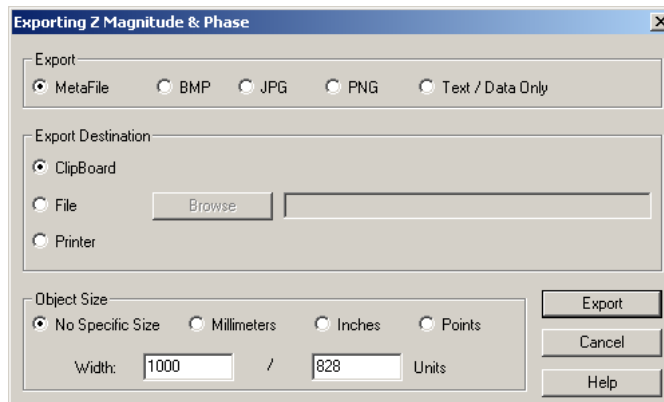 Exporting Z Magnitude & Phase
Export
MetaFile BMP JPG PNG Text / Data Only
Export Destination
ClipBoard
File Browse
Printer
Object Size
No Specific Size Millimeters Inches Points
Width: 1000 / 828 Units
Export
Cancel
Help